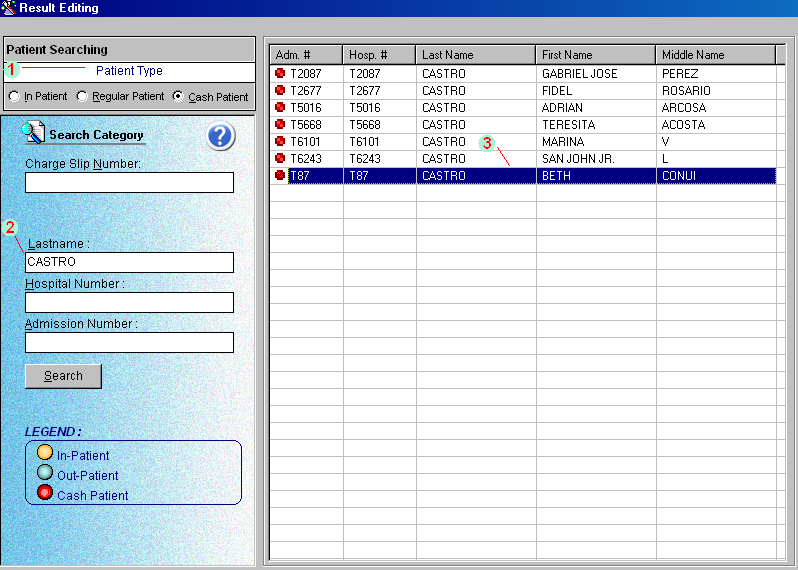 Result Editing
Patient Searching
1
Patient Type
In Patient Regular Patient Cash Patient
Search Category
?
Charge Slip Number:
2
Lastname :
CASTRO
Hospital Number :
Admission Number :
Search
LEGEND :
In-Patient
Out-Patient
Cash Patient
Adm. # Hosp. # Last Name First Name Middle Name
T2087 T2087 CASTRO GABRIEL JOSE PEREZ
T2677 T2677 CASTRO FIDEL ROSARIO
T5016 T5016 CASTRO ADRIAN ARCOSA
T5668 T5668 CASTRO TERESITA ACOSTA
T6101 T6101 CASTRO MARINA V
3
T6243 T6243 CASTRO SAN JOHN JR. L
T87 T87 CASTRO BETH CONUI